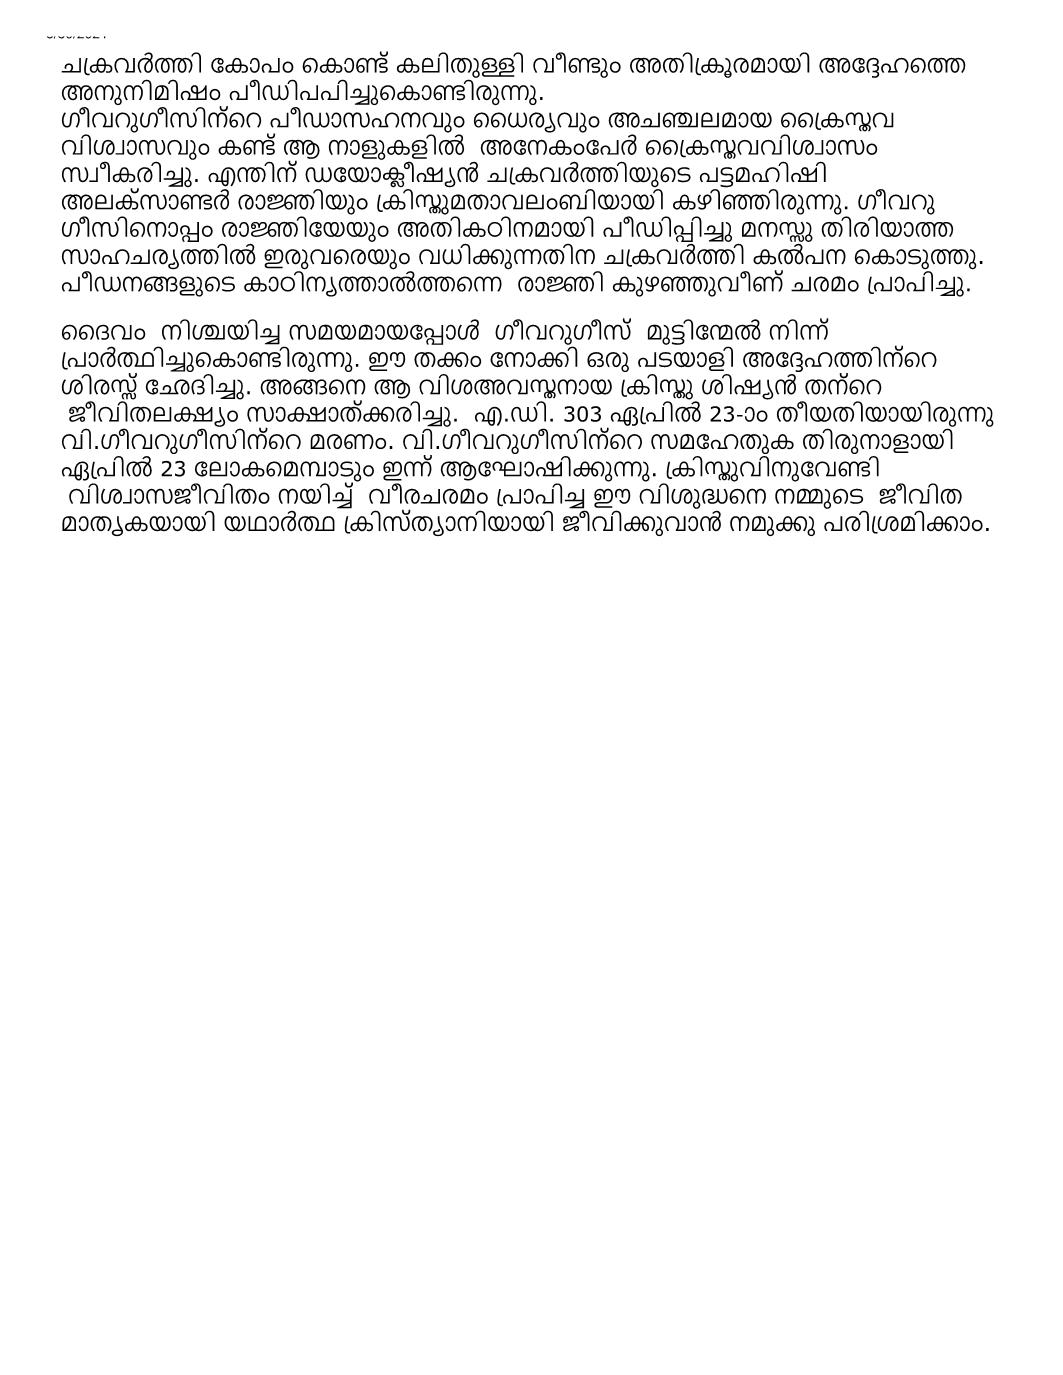 ചക്രവർത്തി കോപം കൊണ്ട് കലിതുള്ളി വീണ്ടും അതിക്രൂരമായി അദ്ദേഹത്തെ
അനുനിമിഷം പീഡിപപിച്ചുകൊണ്ടിരുന്നു.
ഗീവറുഗീസിന്റെ പീഡാസഹനവും ധൈര്യവും അചഞ്ചലമായ ക്രൈസ്തവ
വിശ്വാസവും കണ്ട് ആ നാളുകളിൽ  അനേകംപേർ ക്രൈസ്തവവിശ്വാസം
സ്വീകരിച്ചു. എന്തിന് ഡയോക്ലീഷ്യൻ ചക്രവർത്തിയുടെ പട്ടമഹിഷി
അലക്സാണ്ടർ രാജ്ഞിയും ക്രിസ്തുമതാവലംബിയായി കഴിഞ്ഞിരുന്നു. ഗീവറു
ഗീസിനൊപ്പം രാജ്ഞിയേയും അതികഠിനമായി പീഡിപ്പിച്ചു മനസ്സു തിരിയാത്ത
സാഹചര്യത്തിൽ ഇരുവരെയും വധിക്കുന്നതിന ചക്രവർത്തി കൽപന കൊടുത്തു.
പീഡനങ്ങളുടെ കാഠിന്യത്താൽത്തന്നെ  രാജ്ഞി കുഴഞ്ഞുവീണ് ചരമം പ്രാപിച്ചു.
ദൈവം  നിശ്ചയിച്ച സമയമായപ്പോൾ  ഗീവറുഗീസ്  മുട്ടിന്മേൽ നിന്ന്
പ്രാർത്ഥിച്ചുകൊണ്ടിരുന്നു. ഈ തക്കം നോക്കി ഒരു പടയാളി അദ്ദേഹത്തിന്റെ
ശിരസ്സ് ഛേദിച്ചു. അങ്ങനെ ആ വിശഅവസ്തനായ ക്രിസ്തു ശിഷ്യൻ തന്റെ
ജീവിതലക്ഷ്യം സാക്ഷാത്ക്കരിച്ചു.  എ.ഡി. 303 ഏപ്രിൽ 23-ാം തീയതിയായിരുന്നു
വി.ഗീവറുഗീസിന്റെ മരണം. വി.ഗീവറുഗീസിന്റെ സമഹേതുക തിരുനാളായി
ഏപ്രിൽ 23 ലോകമെമ്പാടും ഇന്ന് ആഘോഷിക്കുന്നു. ക്രിസ്തുവിനുവേണ്ടി
വിശ്വാസജീവിതം നയിച്ച്  വീരചരമം പ്രാപിച്ച ഈ വിശുദ്ധനെ നമ്മുടെ  ജീവിത
മാതൃകയായി യഥാർത്ഥ ക്രിസ്ത്യാനിയായി ജീവിക്കുവാൻ നമുക്കു പരിശ്രമിക്കാം.